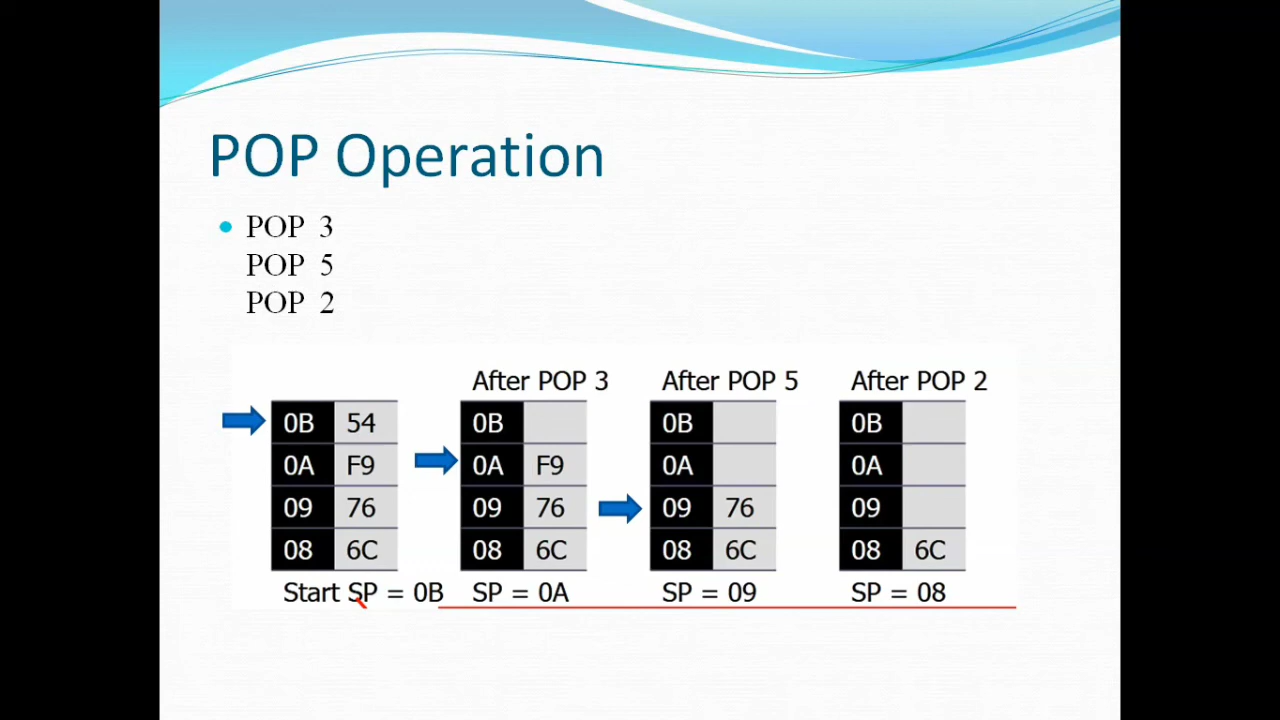 POP Operation
POP 3
POP 5
POP 2
After POP 3 After POP 5 After POP 2
0B 54 0B 0B 0B
0A F9 0A F9 0A 0A
09 76 09 76 09 76 09
08 6C 08 6C 08 6C 08 6C
Start SP = 0B SP = 0A SP = 09 SP = 08